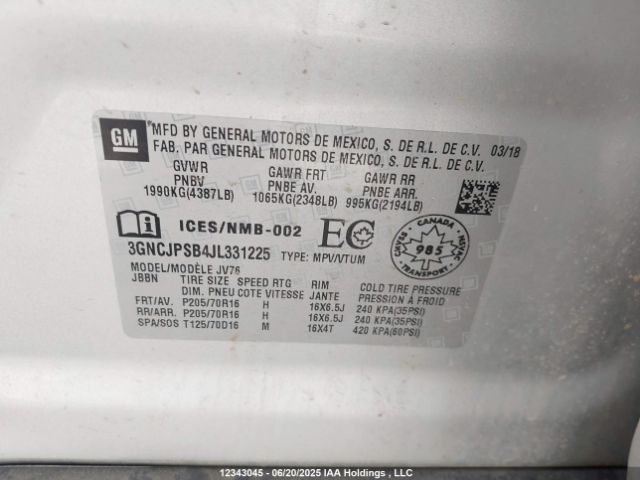 GM
MFD BY GENERAL MOTORS DE MEXICO, S. DE R.L. DE C.V. 03/18
FAB. PAR GENERAL MOTORS DE MEXICO, S. DE R.L. DE C.V.
GVWR GAWR FRT GAWR RR
PNBV PNBE AV. PNBE ARR.
1990KG(4387LB) 1065KG(2348LB) 995KG(2194LB)
ICES/NMB-002 EC
CMVSS 985 NSVAC
3GNCJPSB4JL331225 TYPE: MPV/VTUM
MODEL/MODÈLE JV76
JBBN TIRE SIZE SPEED RTG RIM COLD TIRE PRESSURE
DIM. PNEU COTE VITESSE JANTE PRESSION À FROID
FRT/AV. P205/70R16 H 16X6.5J 240 KPA(35PSI)
RR/ARR. P205/70R16 H 16X6.5J 240 KPA(35PSI)
SPA/SOS T125/70D16 M 16X4T 420 KPA(60PSI)
12343045 - 06/20/2025 IAA Holdings , LLC